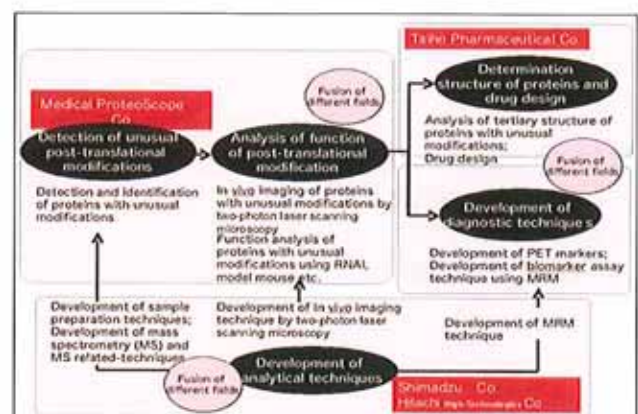 Taiho Pharmaceutical Co
Fusion of
different fields
Determination
structure of proteins and
drug design
Medical ProteoScope
Co
Detection of unusual
post-translational
modifications
Analysis of function
of post-translational
modification
Analysis of tertiary structure of
proteins with unusual
modifications;
Drug design
Fusion of
different fields
Detection and identification
of proteins with unusual
modifications
In vivo imaging of proteins
with unusual modifications by
two-photon laser scanning
microscopy
Function analysis of
proteins with unusual
modifications using RNAi,
model mouse etc.
Development of
diagnostic techniques
Development of PET markers;
Development of biomarker assay
technique using MRM
Development of sample
preparation techniques;
Development of mass
spectrometry (MS) and
MS related-techniques
Development of In vivo imaging
technique by two-photon laser
scanning microscopy
Development of MRM
technique
Fusion of
different fields
Development of
analytical techniques
Shimadzu Co.
Hitachi High-Technologies Co